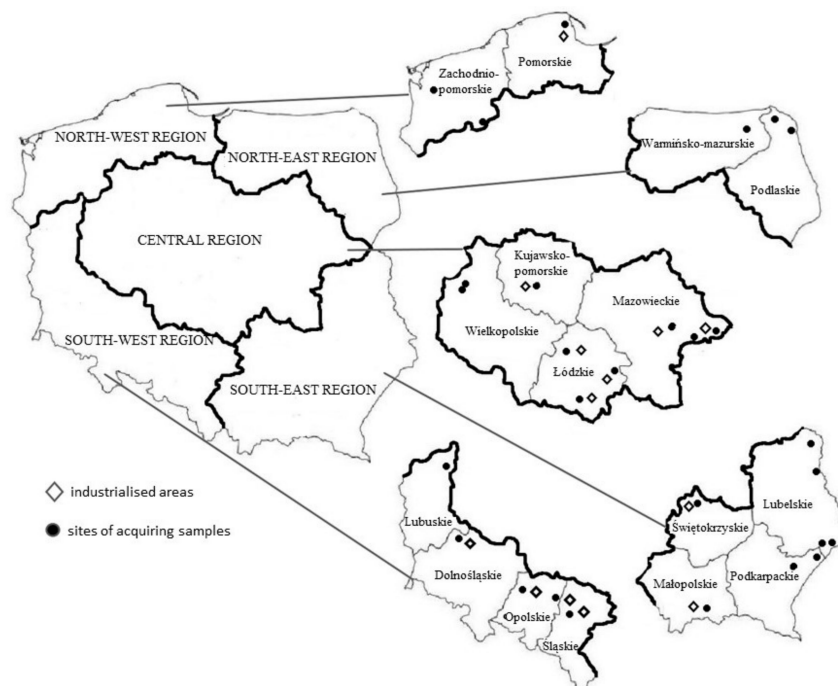 NORTH-WEST REGION
NORTH-EAST REGION
CENTRAL REGION
SOUTH-WEST REGION
SOUTH-EAST REGION
Zachodnio-
pomorskie
Pomorskie
Warmińsko-mazurskie
Podlaskie
Kujawsko-
pomorskie
Mazowieckie
Wielkopolskie
Łódzkie
Lubuskie
Dolnośląskie
Opolskie
Śląskie
Lubelskie
Świętokrzyskie
Małopolskie
Podkarpackie
industrialised areas
sites of acquiring samples